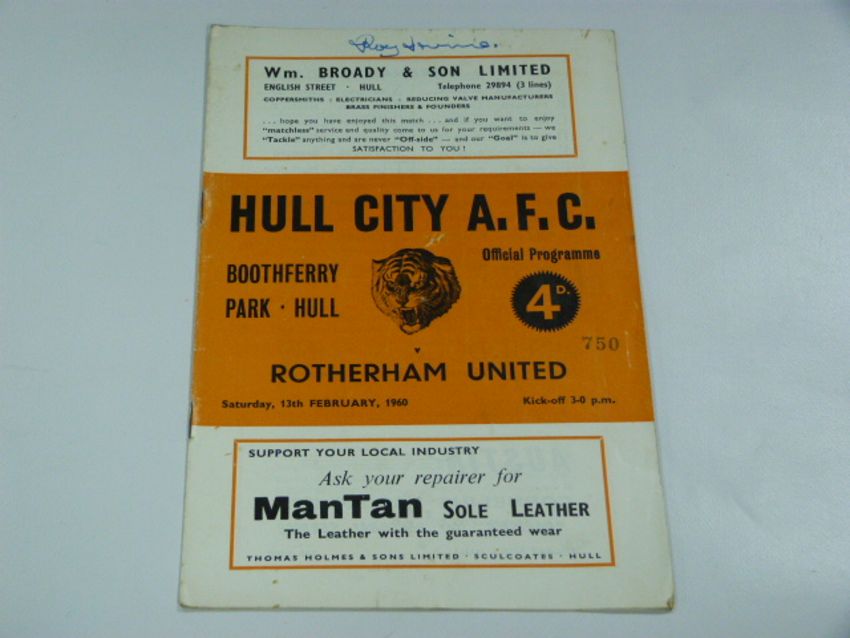 Roy Irvine.
Wm. BROADY & SON LIMITED
ENGLISH STREET · HULL Telephone 29894 (3 lines)
COPPERSMITHS : ELECTRICIANS : REDUCING VALVE MANUFACTURERS
BRASS FINISHERS & FOUNDERS
... hope you have enjoyed this match ... and if you want to enjoy
"matchless" service and quality come to us for your requirements — we
"Tackle" anything and are never "Off-side" — and our "Goal" is to give
SATISFACTION TO YOU !
HULL CITY A.F.C.
Official Programme
BOOTHFERRY
PARK · HULL
4D.
750
v
ROTHERHAM UNITED
Saturday, 13th FEBRUARY, 1960 Kick-off 3-0 p.m.
SUPPORT YOUR LOCAL INDUSTRY
Ask your repairer for
ManTan SOLE LEATHER
The Leather with the guaranteed wear
THOMAS HOLMES & SONS LIMITED · SCULCOATES · HULL